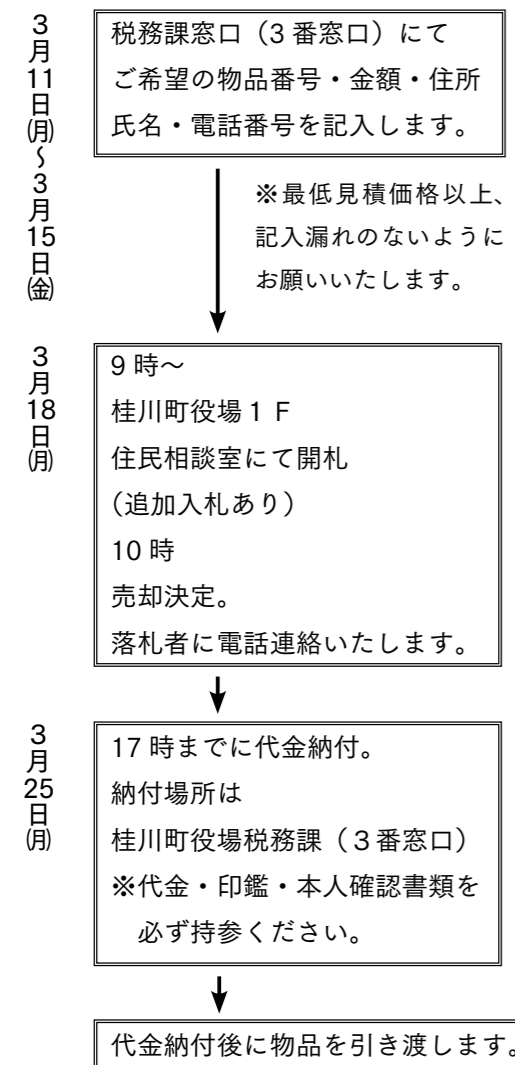 3月11日㈪～3月15日㈮
税務課窓口（3番窓口）にて
ご希望の物品番号・金額・住所
氏名・電話番号を記入します。
※最低見積価格以上、
記入漏れのないように
お願いいたします。
3月18日㈪
9時～
桂川町役場1F
住民相談室にて開札
（追加入札あり）
10時
売却決定。
落札者に電話連絡いたします。
3月25日㈪
17時までに代金納付。
納付場所は
桂川町役場税務課（3番窓口）
※代金・印鑑・本人確認書類を
必ず持参ください。
代金納付後に物品を引き渡します。